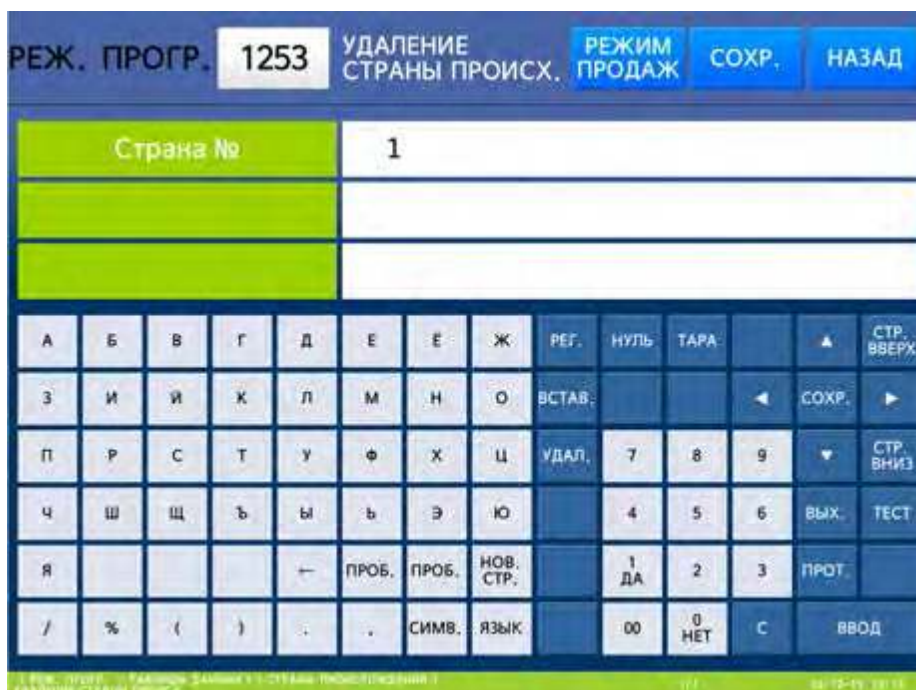 РЕЖ. ПРОГР. 1253 УДАЛЕНИЕ СТРАНЫ ПРОИСХ. РЕЖИМ ПРОДАЖ СОХР. НАЗАД
Страна № 1
А Б В Г Д Е Ё Ж РЕГ. НУЛЬ ТАРА ▲ СТР. ВВЕРХ
З И Й К Л М Н О ВСТАВ. ◄ СОХР. ►
П Р С Т У Ф Х Ц УДАЛ. 7 8 9 ▼ СТР. ВНИЗ
Ч Ш Щ Ъ Ы Ь Э Ю 4 5 6 ВЫХ. ТЕСТ
Я ← ПРОБ. ПРОБ. НОВ. СТР. 1 ДА 2 3 ПРОТ.
/ % ( ) . , СИМВ. ЯЗЫК 00 0 НЕТ C ВВОД